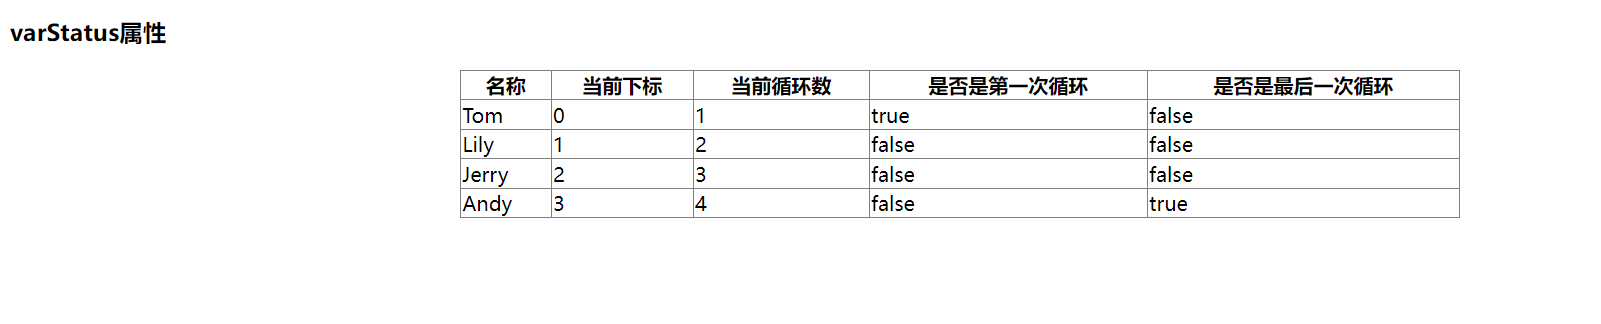 varStatus属性
名称 当前下标 当前循环数 是否是第一次循环 是否是最后一次循环
Tom 0 1 true false
Lily 1 2 false false
Jerry 2 3 false false
Andy 3 4 false true